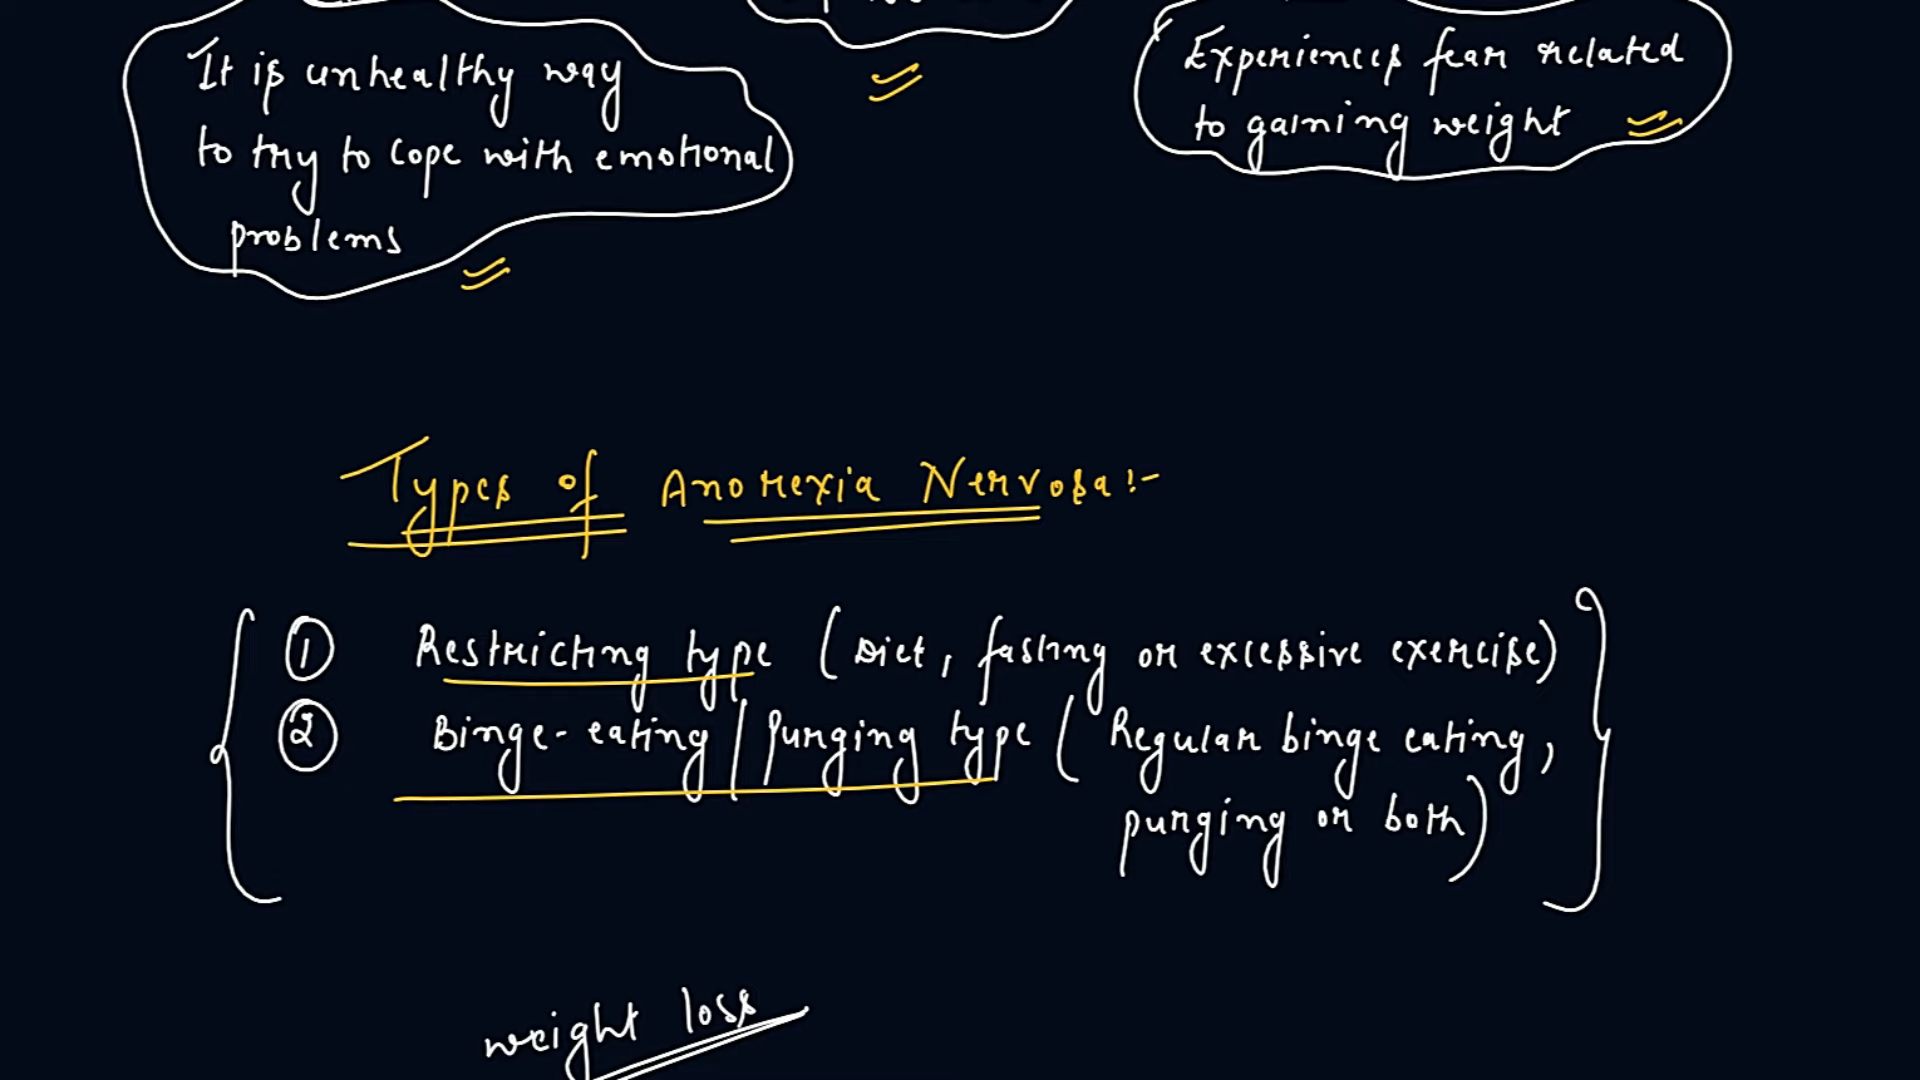 It is unhealthy way
to try to cope with emotional
problems
Experiences fear related
to gaining weight
Types of Anorexia Nervosa:-
① Restricting type (Diet, fasting or excessive exercise)
② Binge-eating/Purging type (Regular binge eating,
purging or both)
weight loss